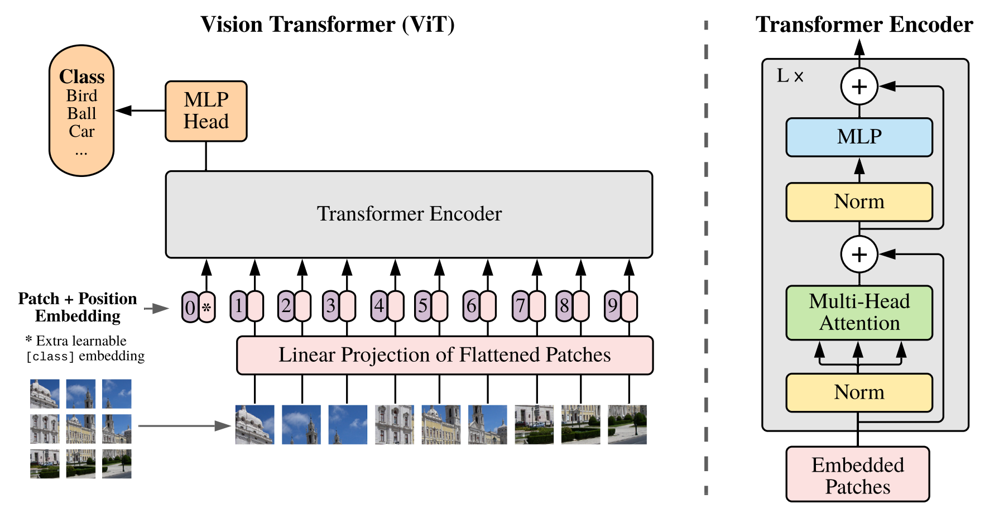 Vision Transformer (ViT)
Class
Bird
Ball
Car
...
MLP
Head
Transformer Encoder
Patch + Position
Embedding
0 * 1 2 3 4 5 6 7 8 9
* Extra learnable
[class] embedding
Linear Projection of Flattened Patches
Transformer Encoder
L ×
+
MLP
Norm
+
Multi-Head
Attention
Norm
Embedded
Patches